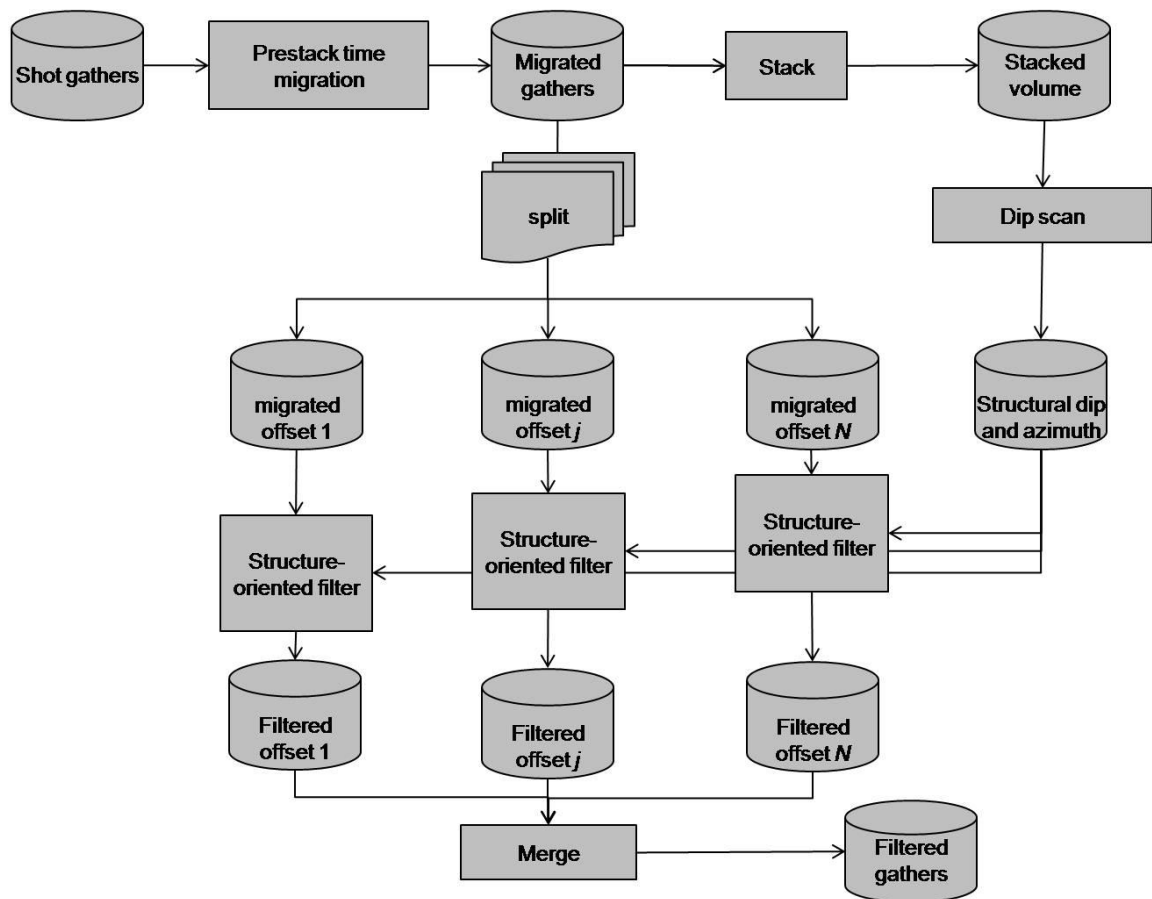 Shot gathers
Prestack time
migration
Migrated
gathers
Stack
Stacked
volume
split
Dip scan
migrated
offset 1
migrated
offset j
migrated
offset N
Structural dip
and azimuth
Structure-
oriented filter
Structure-
oriented filter
Structure-
oriented filter
Filtered
offset 1
Filtered
offset j
Filtered
offset N
Merge
Filtered
gathers